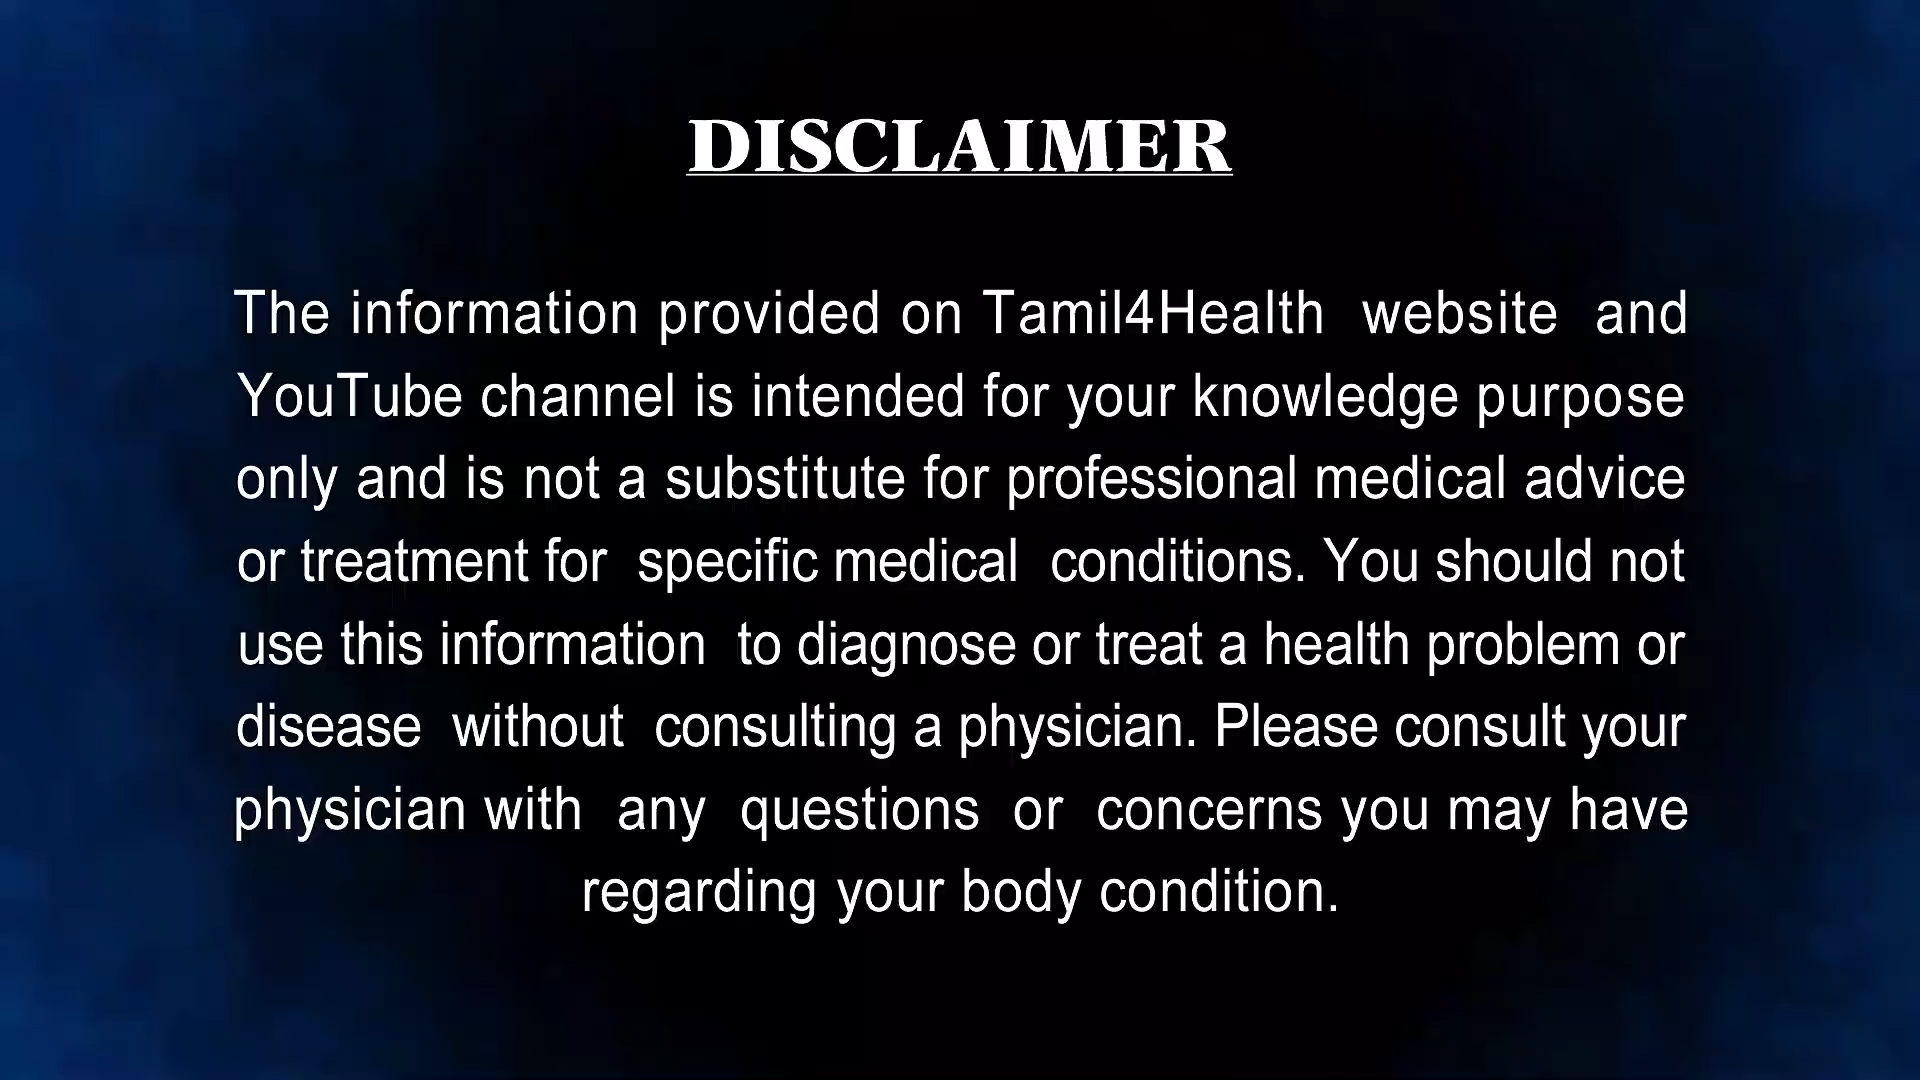 DISCLAIMER
The information provided on Tamil4Health website and
YouTube channel is intended for your knowledge purpose
only and is not a substitute for professional medical advice
or treatment for specific medical conditions. You should not
use this information to diagnose or treat a health problem or
disease without consulting a physician. Please consult your
physician with any questions or concerns you may have
regarding your body condition.